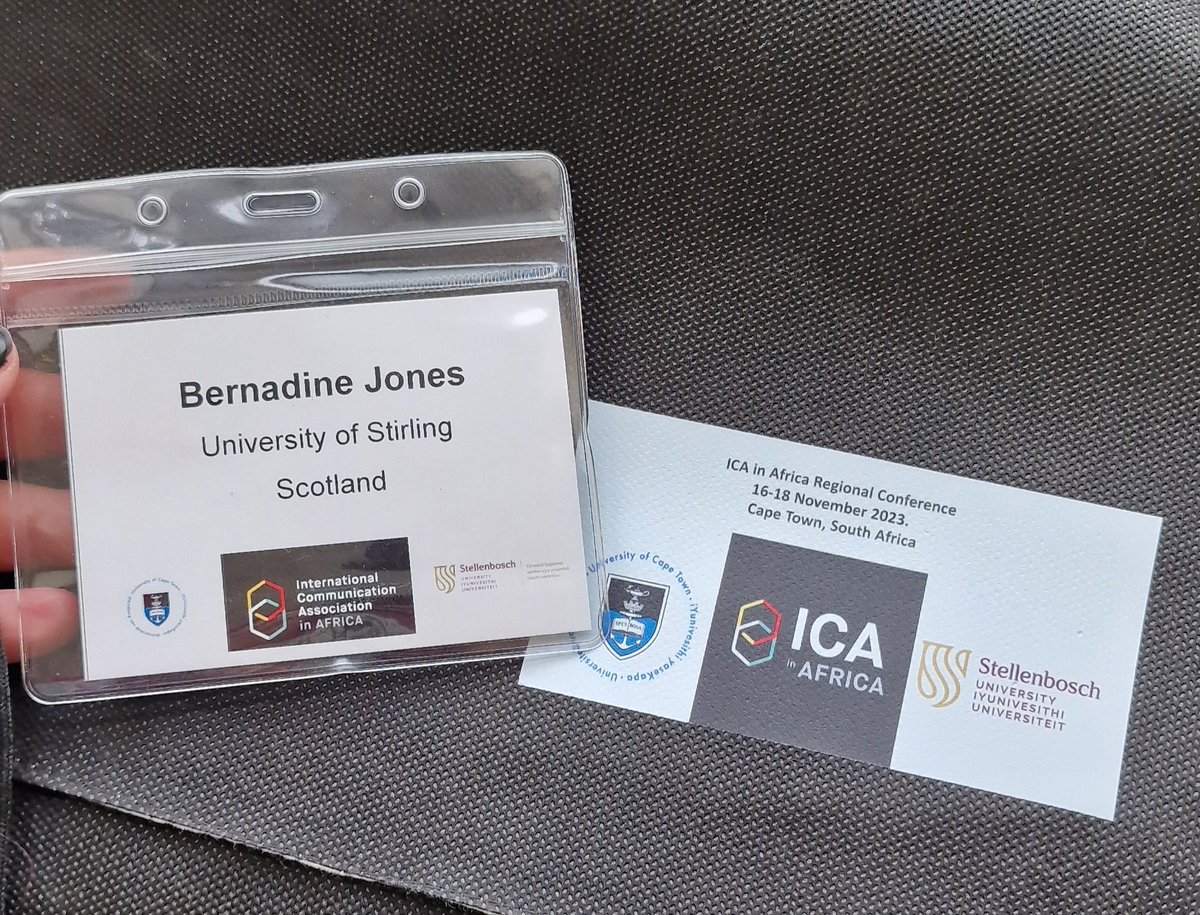 Bernadine Jones
University of Stirling
Scotland
International
Communication
Association
in AFRICA
Stellenbosch
UNIVERSITY
IYUNIVESITHI
UNIVERSITEIT
ICA in Africa Regional Conference
16-18 November 2023.
Cape Town, South Africa
University of Cape Town · iYunivesithi yaseKapa · Universite
SPES BONA
ICA
in AFRICA
Stellenbosch
UNIVERSITY
IYUNIVESITHI
UNIVERSITEIT